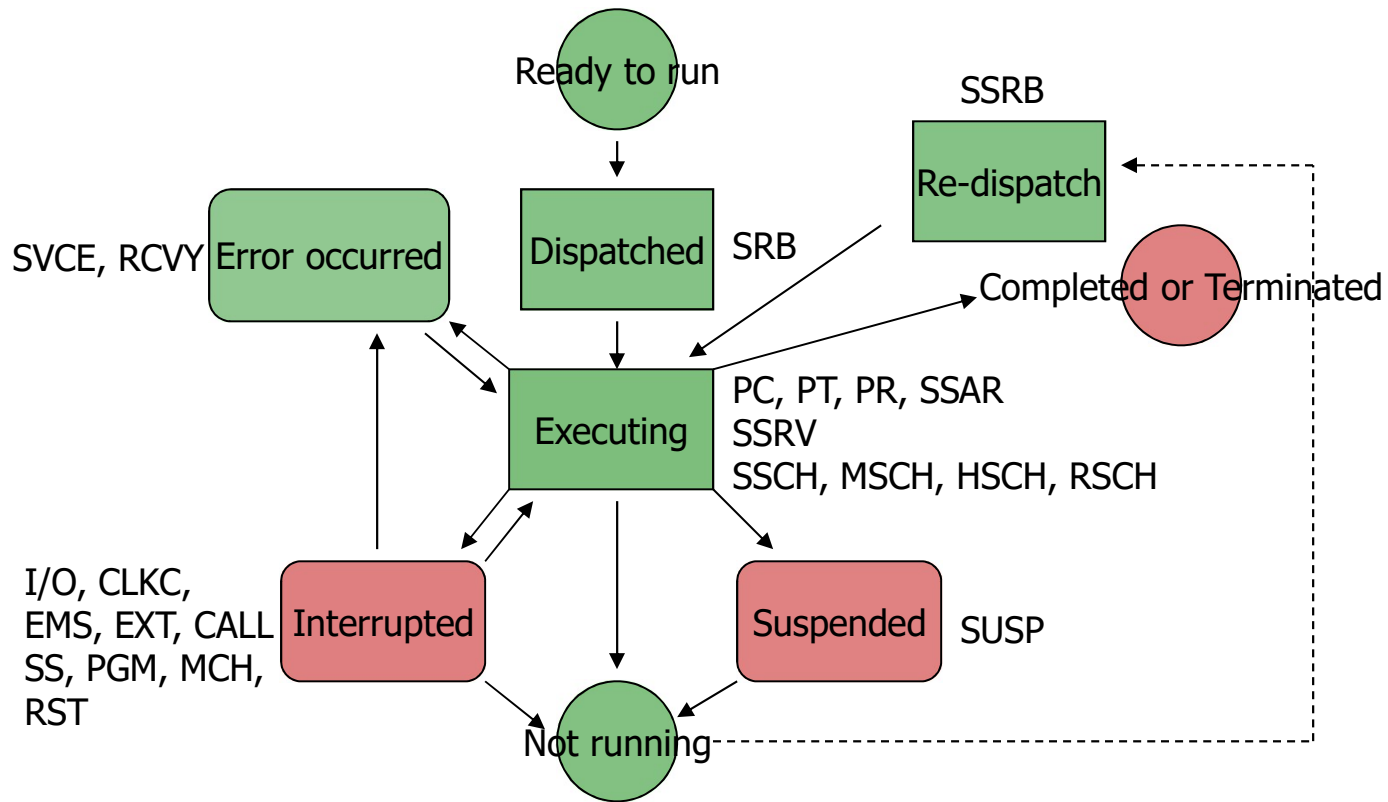 Ready to run
SSRB
Re-dispatch
SVCE, RCVY
Error occurred
Dispatched
SRB
Completed or Terminated
Executing
PC, PT, PR, SSAR
SSRV
SSCH, MSCH, HSCH, RSCH
I/O, CLKC,
EMS, EXT, CALL
SS, PGM, MCH,
RST
Interrupted
Suspended
SUSP
Not running